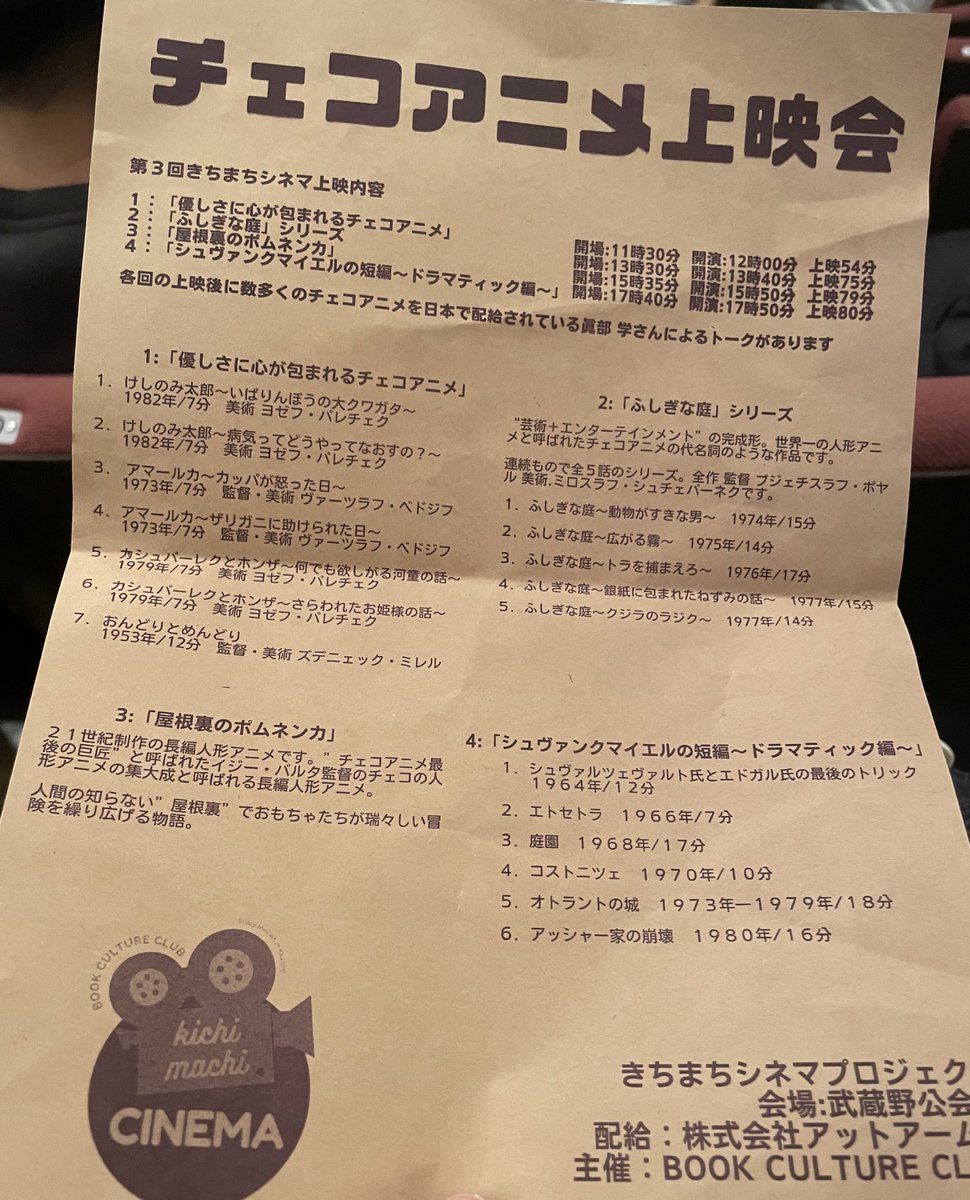 チェコアニメ上映会
第３回きちまちシネマ上映内容
1：「優しさに心が包まれるチェコアニメ」 開場:11時30分 開演:12時00分 上映54分
2：「ふしぎな庭」シリーズ 開場:13時30分 開演:13時40分 上映75分
3：「屋根裏のポムネンカ」 開場:15時35分 開演:15時50分 上映79分
4：「シュヴァンクマイエルの短編～ドラマティック編～」 開場:17時40分 開演:17時50分 上映80分
各回の上映後に数多くのチェコアニメを日本で配給されている眞部 学さんによるトークがあります
1:「優しさに心が包まれるチェコアニメ」
1. けしのみ太郎～いばりんぼうの大クワガタ～
1982年/7分 美術 ヨゼフ・パレチェク
2. けしのみ太郎～病気ってどうやってなおすの？～
1982年/7分 美術 ヨゼフ・パレチェク
3. アマールカ～カッパが怒った日～
1973年/7分 監督・美術 ヴァーツラフ・ベドジフ
4. アマールカ～ザリガニに助けられた日～
1973年/7分 監督・美術 ヴァーツラフ・ベドジフ
5. カシュパーレクとホンザ～何でも欲しがる河童の話～
1979年/7分 美術 ヨゼフ・パレチェク
6. カシュパーレクとホンザ～さらわれたお姫様の話～
1979年/7分 美術 ヨゼフ・パレチェク
7. おんどりとめんどり
1953年/12分 監督・美術 ズデニェック・ミレル
2:「ふしぎな庭」シリーズ
“芸術＋エンターテインメント”の完成形。世界一の人形アニ
メと呼ばれたチェコアニメの代名詞のような作品です。
連続もので全５話のシリーズ。全作 監督 ブジェチスラフ・ポヤ
ル 美術.ミロスラフ・シュチェパーネクです。
1. ふしぎな庭～動物がすきな男～ 1974年/15分
2. ふしぎな庭～広がる霧～ 1975年/14分
3. ふしぎな庭～トラを捕まえろ～ 1976年/17分
4. ふしぎな庭～銀紙に包まれたねずみの話～ 1977年/15分
5. ふしぎな庭～クジラのラジク～ 1977年/14分
3:「屋根裏のポムネンカ」
２１世紀制作の長編人形アニメです。”チェコアニメ最
後の巨匠”と呼ばれたイジー・バルタ監督のチェコの人
形アニメの集大成と呼ばれる長編人形アニメ。
人間の知らない”屋根裏”でおもちゃたちが瑞々しい冒
険を繰り広げる物語。
4:「シュヴァンクマイエルの短編～ドラマティック編～」
1. シュヴァルツェヴァルト氏とエドガル氏の最後のトリック
１９６４年/１２分
2. エトセトラ １９６６年/７分
3. 庭園 １９６８年/１７分
4. コストニツェ １９７０年/１０分
5. オトラントの城 １９７３年ー１９７９年/１８分
6. アッシャー家の崩壊 １９８０年/１６分
BOOK CULTURE CLUB
kichi
machi
CINEMA
きちまちシネマプロジェク
会場:武蔵野公会
配給：株式会社アットアーム
主催：BOOK CULTURE CL